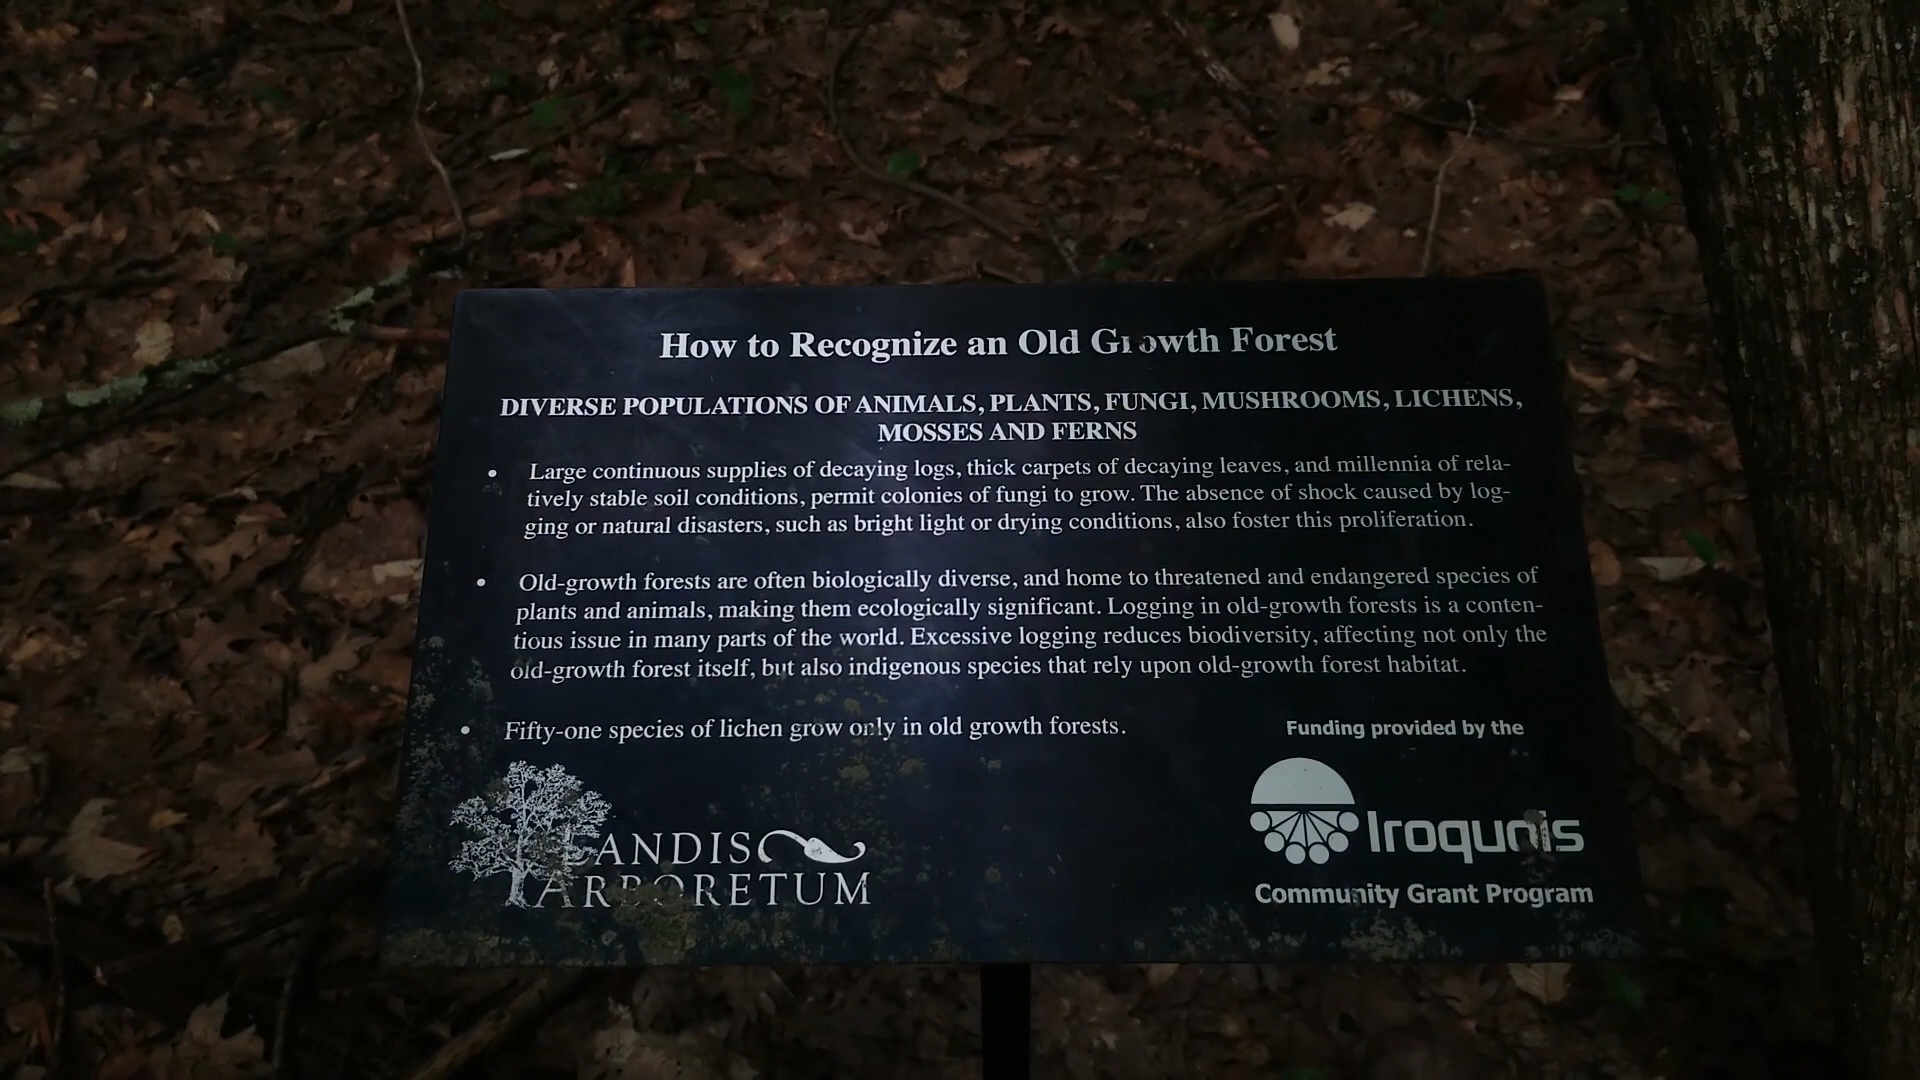 How to Recognize an Old Growth Forest
DIVERSE POPULATIONS OF ANIMALS, PLANTS, FUNGI, MUSHROOMS, LICHENS,
MOSSES AND FERNS
• Large continuous supplies of decaying logs, thick carpets of decaying leaves, and millennia of rela-
tively stable soil conditions, permit colonies of fungi to grow. The absence of shock caused by log-
ging or natural disasters, such as bright light or drying conditions, also foster this proliferation.
• Old-growth forests are often biologically diverse, and home to threatened and endangered species of
plants and animals, making them ecologically significant. Logging in old-growth forests is a conten-
tious issue in many parts of the world. Excessive logging reduces biodiversity, affecting not only the
old-growth forest itself, but also indigenous species that rely upon old-growth forest habitat.
• Fifty-one species of lichen grow only in old growth forests.
LANDIS
ARBORETUM
Funding provided by the
Iroquois
Community Grant Program